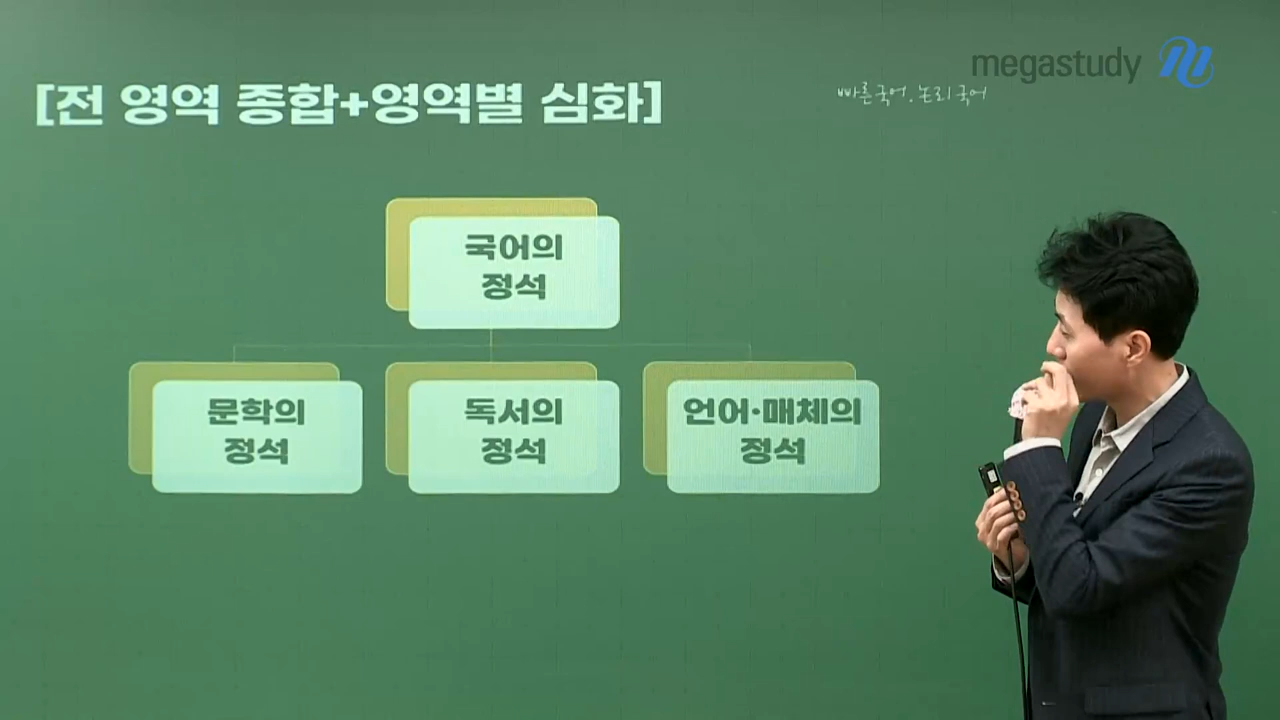 megastudy
[전 영역 종합+영역별 심화]
빠른국어. 논리국어
국어의
정석
문학의
정석
독서의
정석
언어·매체의
정석